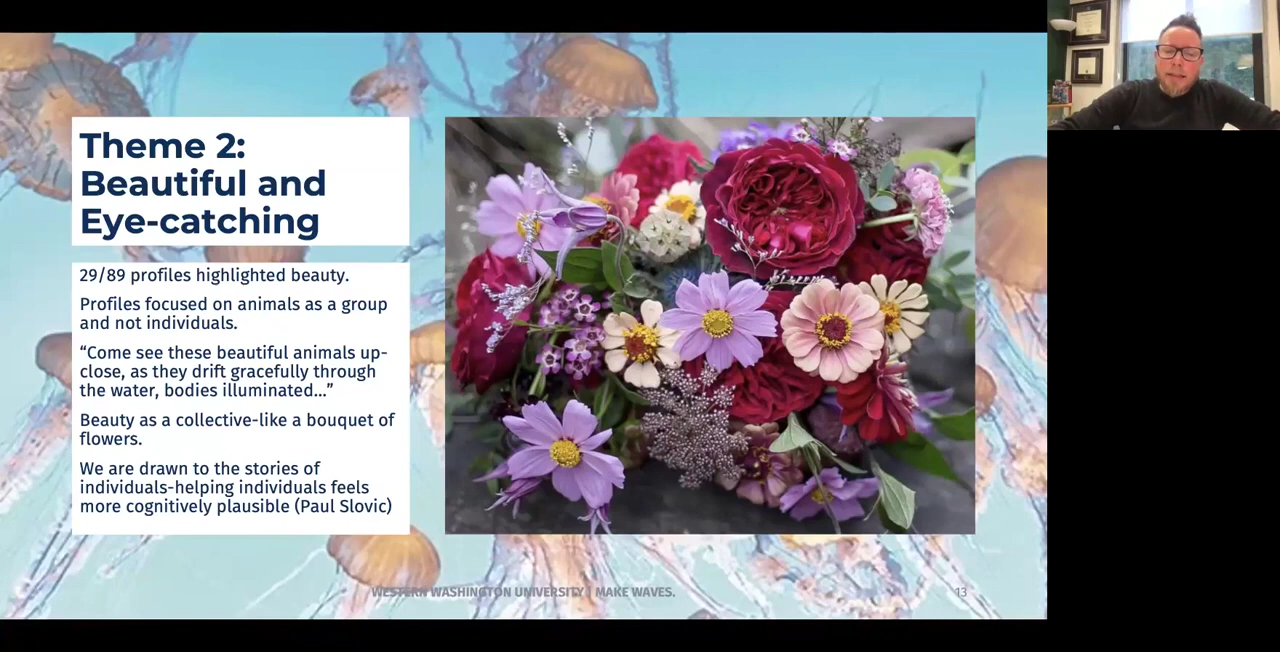 Theme 2:
Beautiful and
Eye-catching
29/89 profiles highlighted beauty.
Profiles focused on animals as a group
and not individuals.
“Come see these beautiful animals up-
close, as they drift gracefully through
the water, bodies illuminated…”
Beauty as a collective-like a bouquet of
flowers.
We are drawn to the stories of
individuals-helping individuals feels
more cognitively plausible (Paul Slovic)
WESTERN WASHINGTON UNIVERSITY | MAKE WAVES.
13